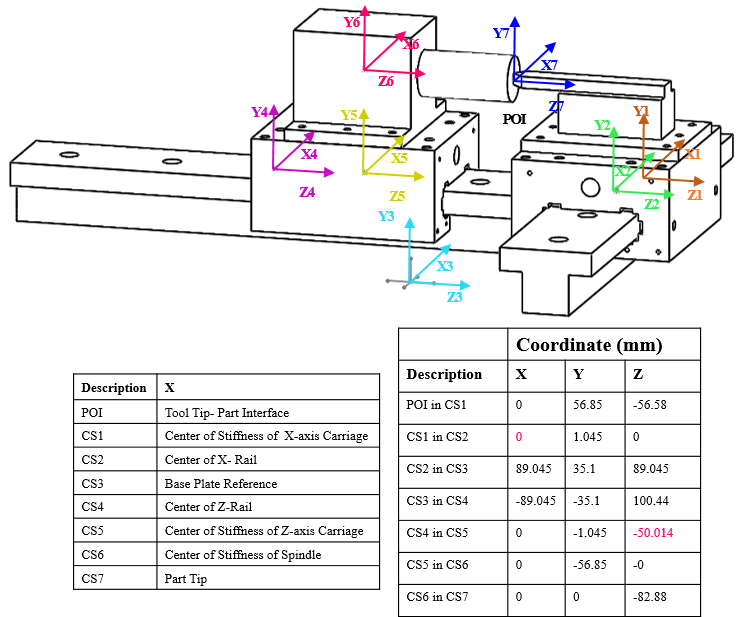 Y6
X6
Z6
Y7
X7
Z7
POI
Y4
X4
Z4
Y5
X5
Z5
Y2
X2
Z2
Y1
X1
Z1
Y3
X3
Z3
Description X
POI Tool Tip- Part Interface
CS1 Center of Stiffness of X-axis Carriage
CS2 Center of X- Rail
CS3 Base Plate Reference
CS4 Center of Z-Rail
CS5 Center of Stiffness of Z-axis Carriage
CS6 Center of Stiffness of Spindle
CS7 Part Tip
Coordinate (mm)
Description X Y Z
POI in CS1 0 56.85 -56.58
CS1 in CS2 0 1.045 0
CS2 in CS3 89.045 35.1 89.045
CS3 in CS4 -89.045 -35.1 100.44
CS4 in CS5 0 -1.045 -50.014
CS5 in CS6 0 -56.85 -0
CS6 in CS7 0 0 -82.88